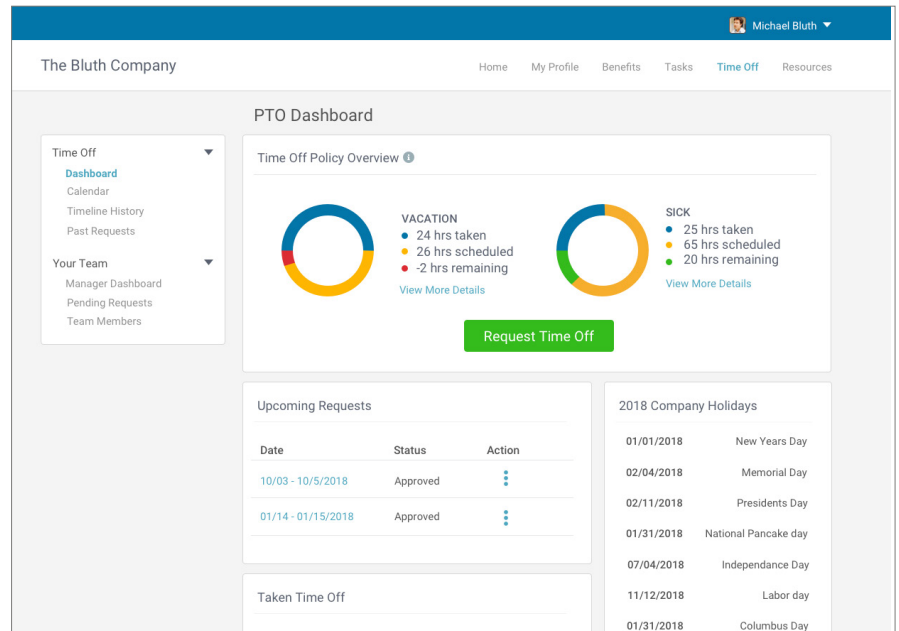 Michael Bluth
The Bluth Company
Home My Profile Benefits Tasks Time Off Resources
PTO Dashboard
Time Off
Dashboard
Calendar
Timeline History
Past Requests
Your Team
Manager Dashboard
Pending Requests
Team Members
Time Off Policy Overview
VACATION
24 hrs taken
26 hrs scheduled
-2 hrs remaining
View More Details
SICK
25 hrs taken
65 hrs scheduled
20 hrs remaining
View More Details
Request Time Off
Upcoming Requests
Date Status Action
10/03 - 10/5/2018 Approved
01/14 - 01/15/2018 Approved
Taken Time Off
2018 Company Holidays
01/01/2018 New Years Day
02/04/2018 Memorial Day
02/11/2018 Presidents Day
01/31/2018 National Pancake day
07/04/2018 Independance Day
11/12/2018 Labor day
01/31/2018 Columbus Day